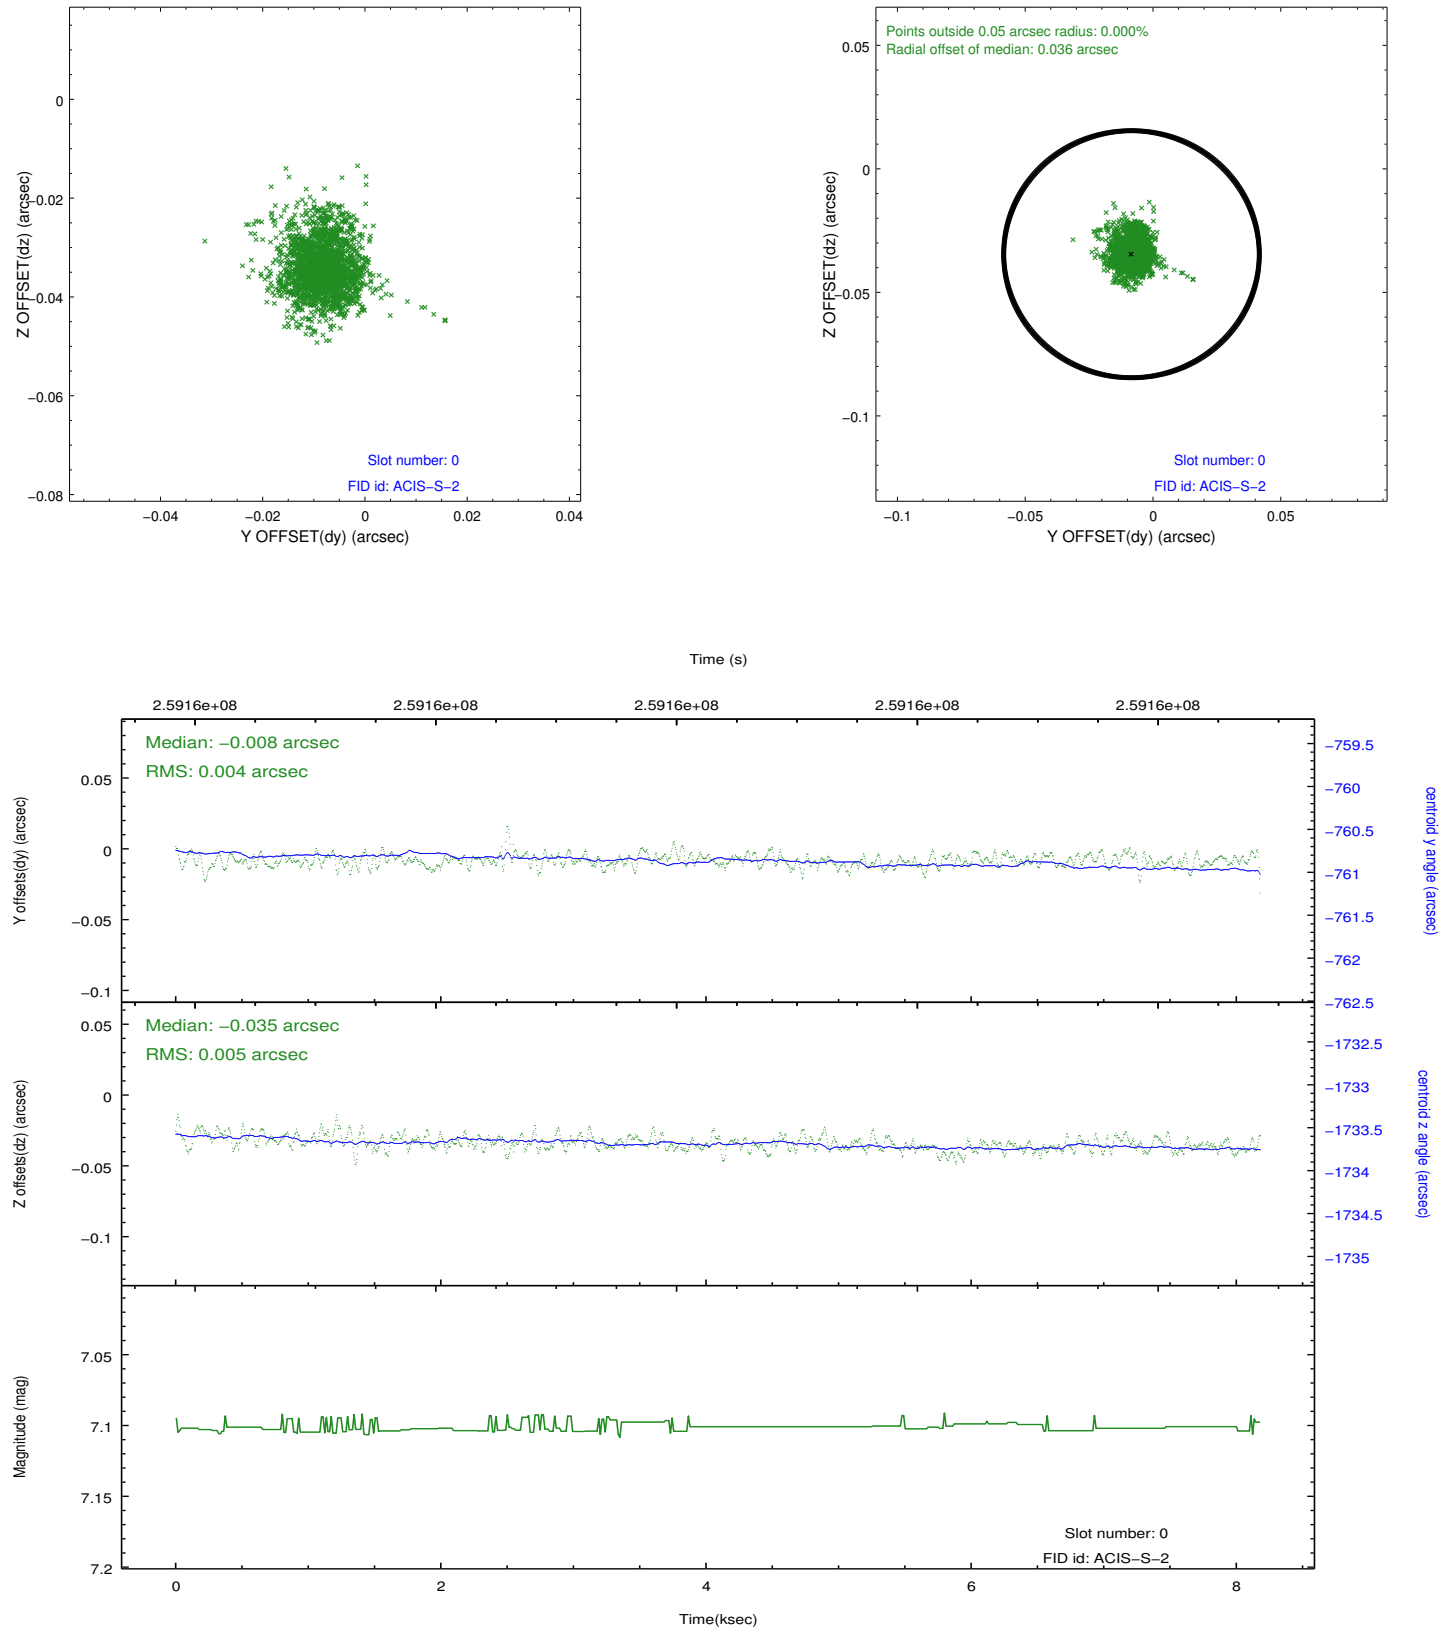 0
−0.02
−0.04
−0.06
−0.08
Z OFFSET(dz) (arcsec)
Slot number: 0
FID id: ACIS−S−2
−0.04
−0.02
0
0.02
0.04
Y OFFSET(dy) (arcsec)
Points outside 0.05 arcsec radius: 0.000%
Radial offset of median: 0.036 arcsec
0.05
0
−0.05
−0.1
Z OFFSET(dz) (arcsec)
Slot number: 0
FID id: ACIS−S−2
−0.1
−0.05
0
0.05
Y OFFSET(dy) (arcsec)
Time (s)
2.5916e+08
2.5916e+08
2.5916e+08
2.5916e+08
2.5916e+08
Median: −0.008 arcsec
RMS: 0.004 arcsec
0.05
0
−0.05
−0.1
Y offsets(dy) (arcsec)
−759.5
−760
−760.5
−761
−761.5
−762
−762.5
centroid y angle (arcsec)
Median: −0.035 arcsec
RMS: 0.005 arcsec
0.05
0
−0.05
−0.1
Z offsets(dz) (arcsec)
−1732.5
−1733
−1733.5
−1734
−1734.5
−1735
centroid z angle (arcsec)
7.05
7.1
7.15
7.2
Magnitude (mag)
Slot number: 0
FID id: ACIS−S−2
0
2
4
6
8
Time(ksec)